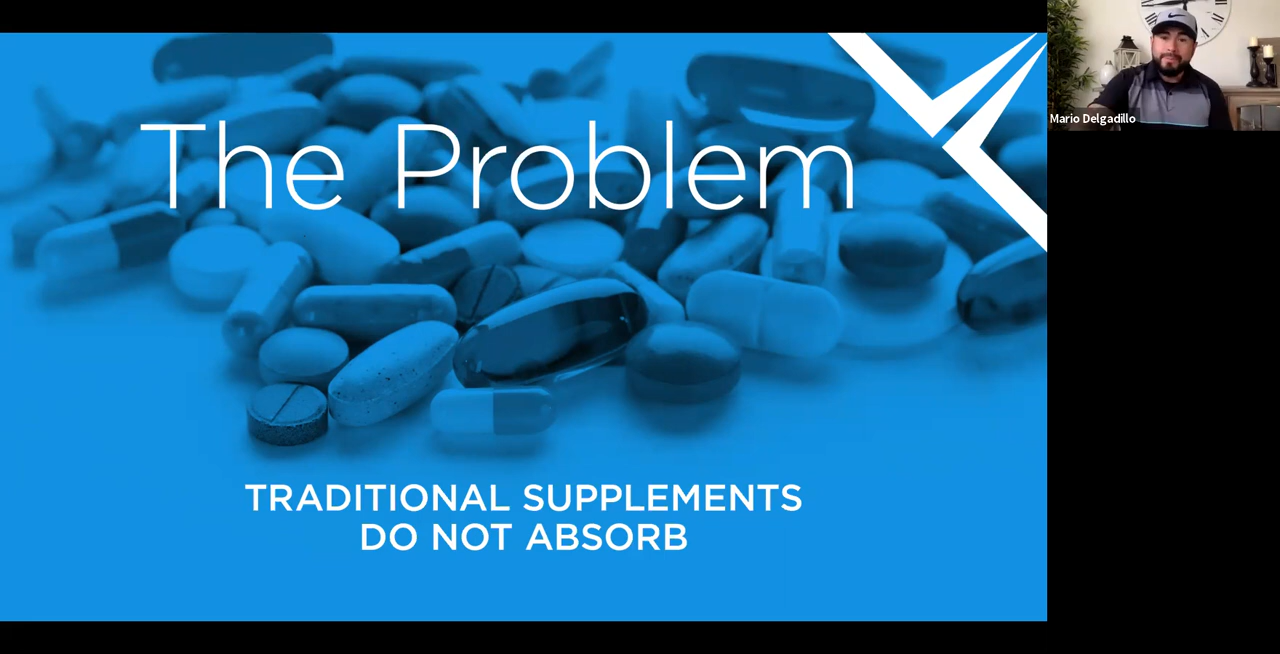 The Problem
TRADITIONAL SUPPLEMENTS
DO NOT ABSORB
Mario Delgadillo